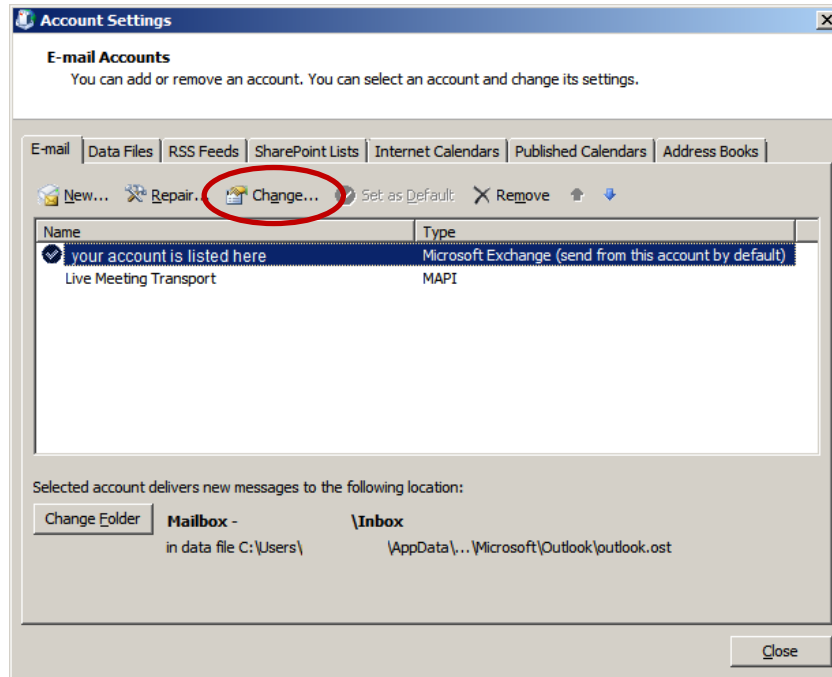 Account Settings
E-mail Accounts
You can add or remove an account. You can select an account and change its settings.
E-mail Data Files RSS Feeds SharePoint Lists Internet Calendars Published Calendars Address Books
New... Repair... Change... Set as Default Remove
Name Type
your account is listed here Microsoft Exchange (send from this account by default)
Live Meeting Transport MAPI
Selected account delivers new messages to the following location:
Change Folder Mailbox - \Inbox
in data file C:\Users\ \AppData\...\Microsoft\Outlook\outlook.ost
Close